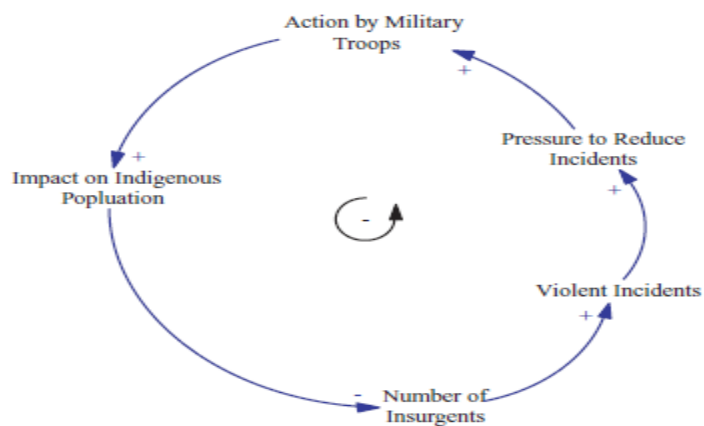 Action by Military
Troops
+
Pressure to Reduce
Incidents
+
+
Impact on Indigenous
Popluation
-
Violent Incidents
+
-
Number of
Insurgents